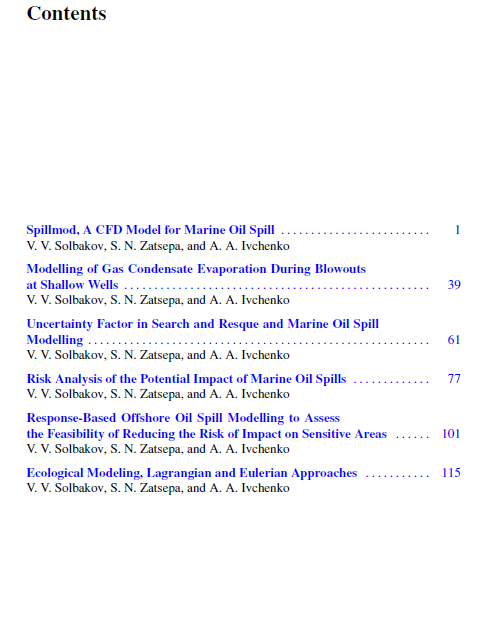 Contents
Spillmod, A CFD Model for Marine Oil Spill ......................... 1
V. V. Solbakov, S. N. Zatsepa, and A. A. Ivchenko
Modelling of Gas Condensate Evaporation During Blowouts
at Shallow Wells .................................................. 39
V. V. Solbakov, S. N. Zatsepa, and A. A. Ivchenko
Uncertainty Factor in Search and Resque and Marine Oil Spill
Modelling ........................................................ 61
V. V. Solbakov, S. N. Zatsepa, and A. A. Ivchenko
Risk Analysis of the Potential Impact of Marine Oil Spills ............. 77
V. V. Solbakov, S. N. Zatsepa, and A. A. Ivchenko
Response-Based Offshore Oil Spill Modelling to Assess
the Feasibility of Reducing the Risk of Impact on Sensitive Areas ...... 101
V. V. Solbakov, S. N. Zatsepa, and A. A. Ivchenko
Ecological Modeling, Lagrangian and Eulerian Approaches ........... 115
V. V. Solbakov, S. N. Zatsepa, and A. A. Ivchenko